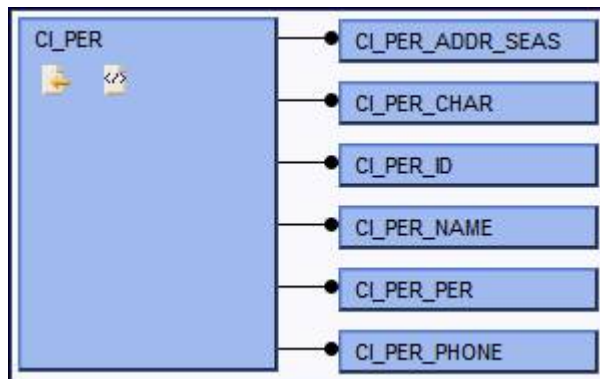 CI_PER
CI_PER_ADDR_SEAS
CI_PER_CHAR
CI_PER_ID
CI_PER_NAME
CI_PER_PER
CI_PER_PHONE